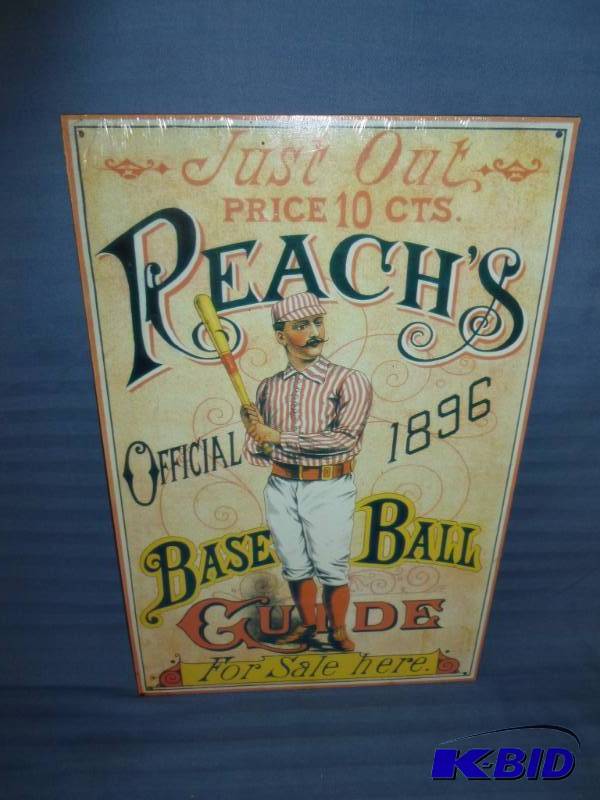 Just Out
PRICE 10 CTS.
REACH'S
OFFICIAL 1896
BASE BALL
GUIDE
For Sale here.
K-BID